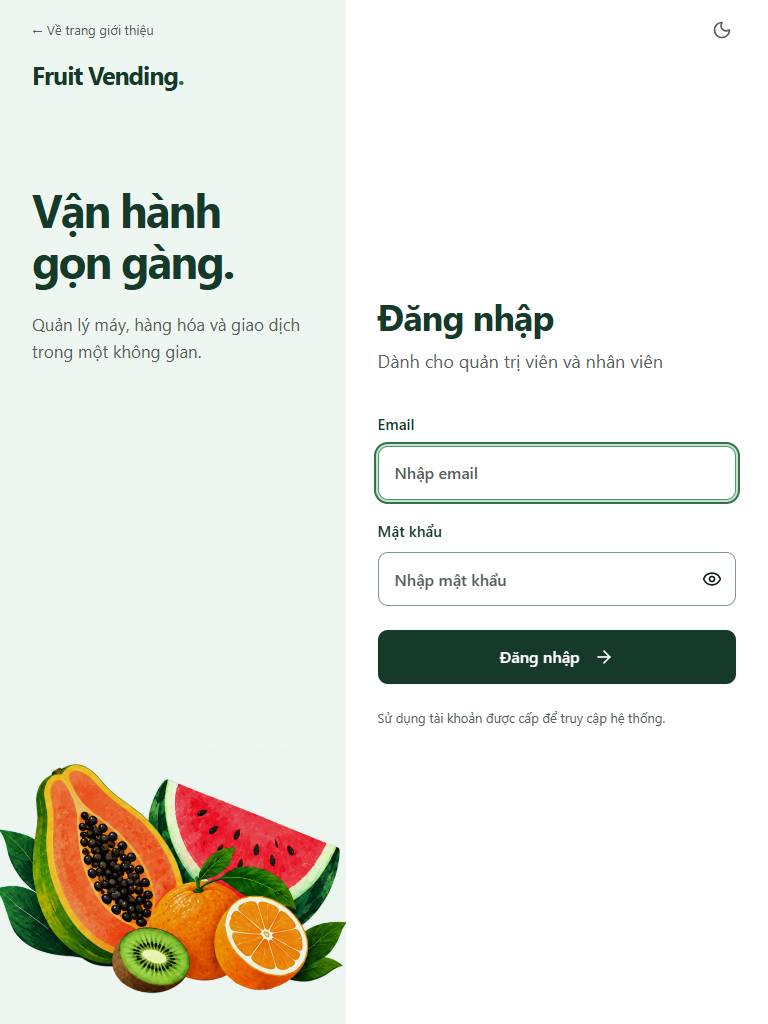 ← Về trang giới thiệu
Fruit Vending.
Vận hành
gọn gàng.
Quản lý máy, hàng hóa và giao dịch
trong một không gian.
Đăng nhập
Dành cho quản trị viên và nhân viên
Email
Nhập email
Mật khẩu
Nhập mật khẩu
Đăng nhập →
Sử dụng tài khoản được cấp để truy cập hệ thống.